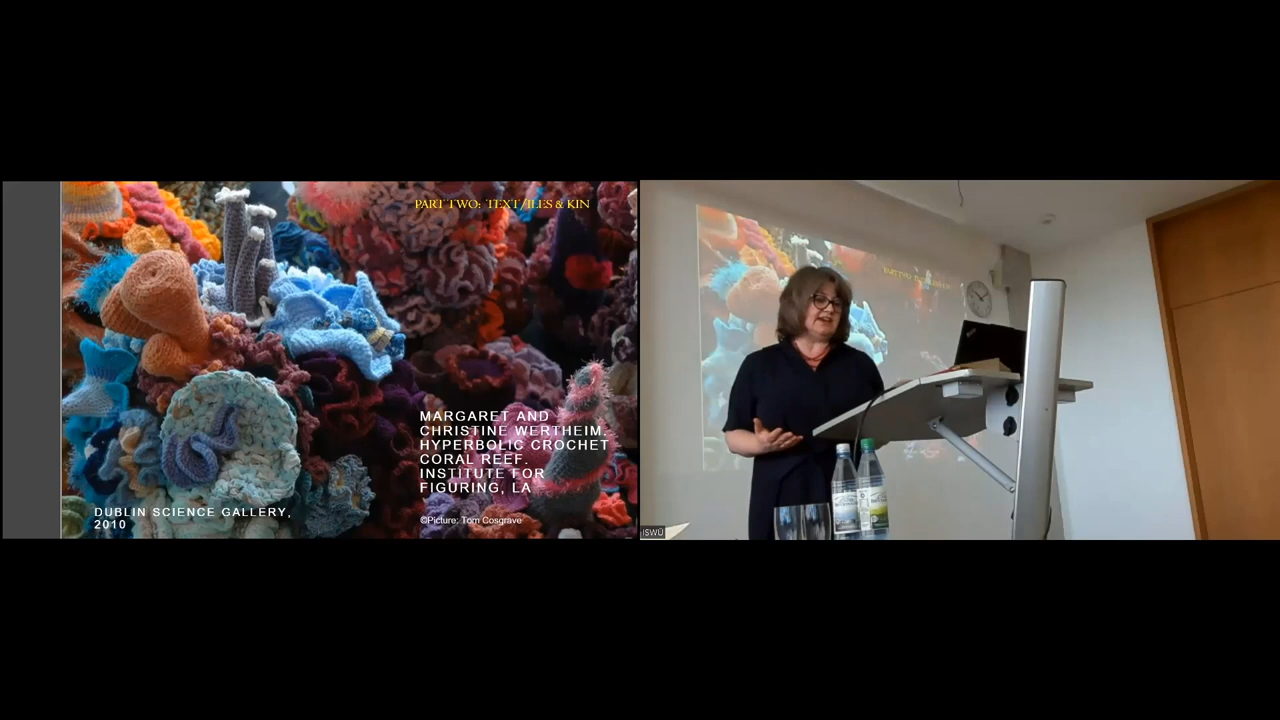 PART TWO: TEXT/ILES & KIN
MARGARET AND
CHRISTINE WERTHEIM,
HYPERBOLIC CROCHET
CORAL REEF.
INSTITUTE FOR
FIGURING, LA
©Picture: Tom Cosgrave
DUBLIN SCIENCE GALLERY,
2010
ISWÜ